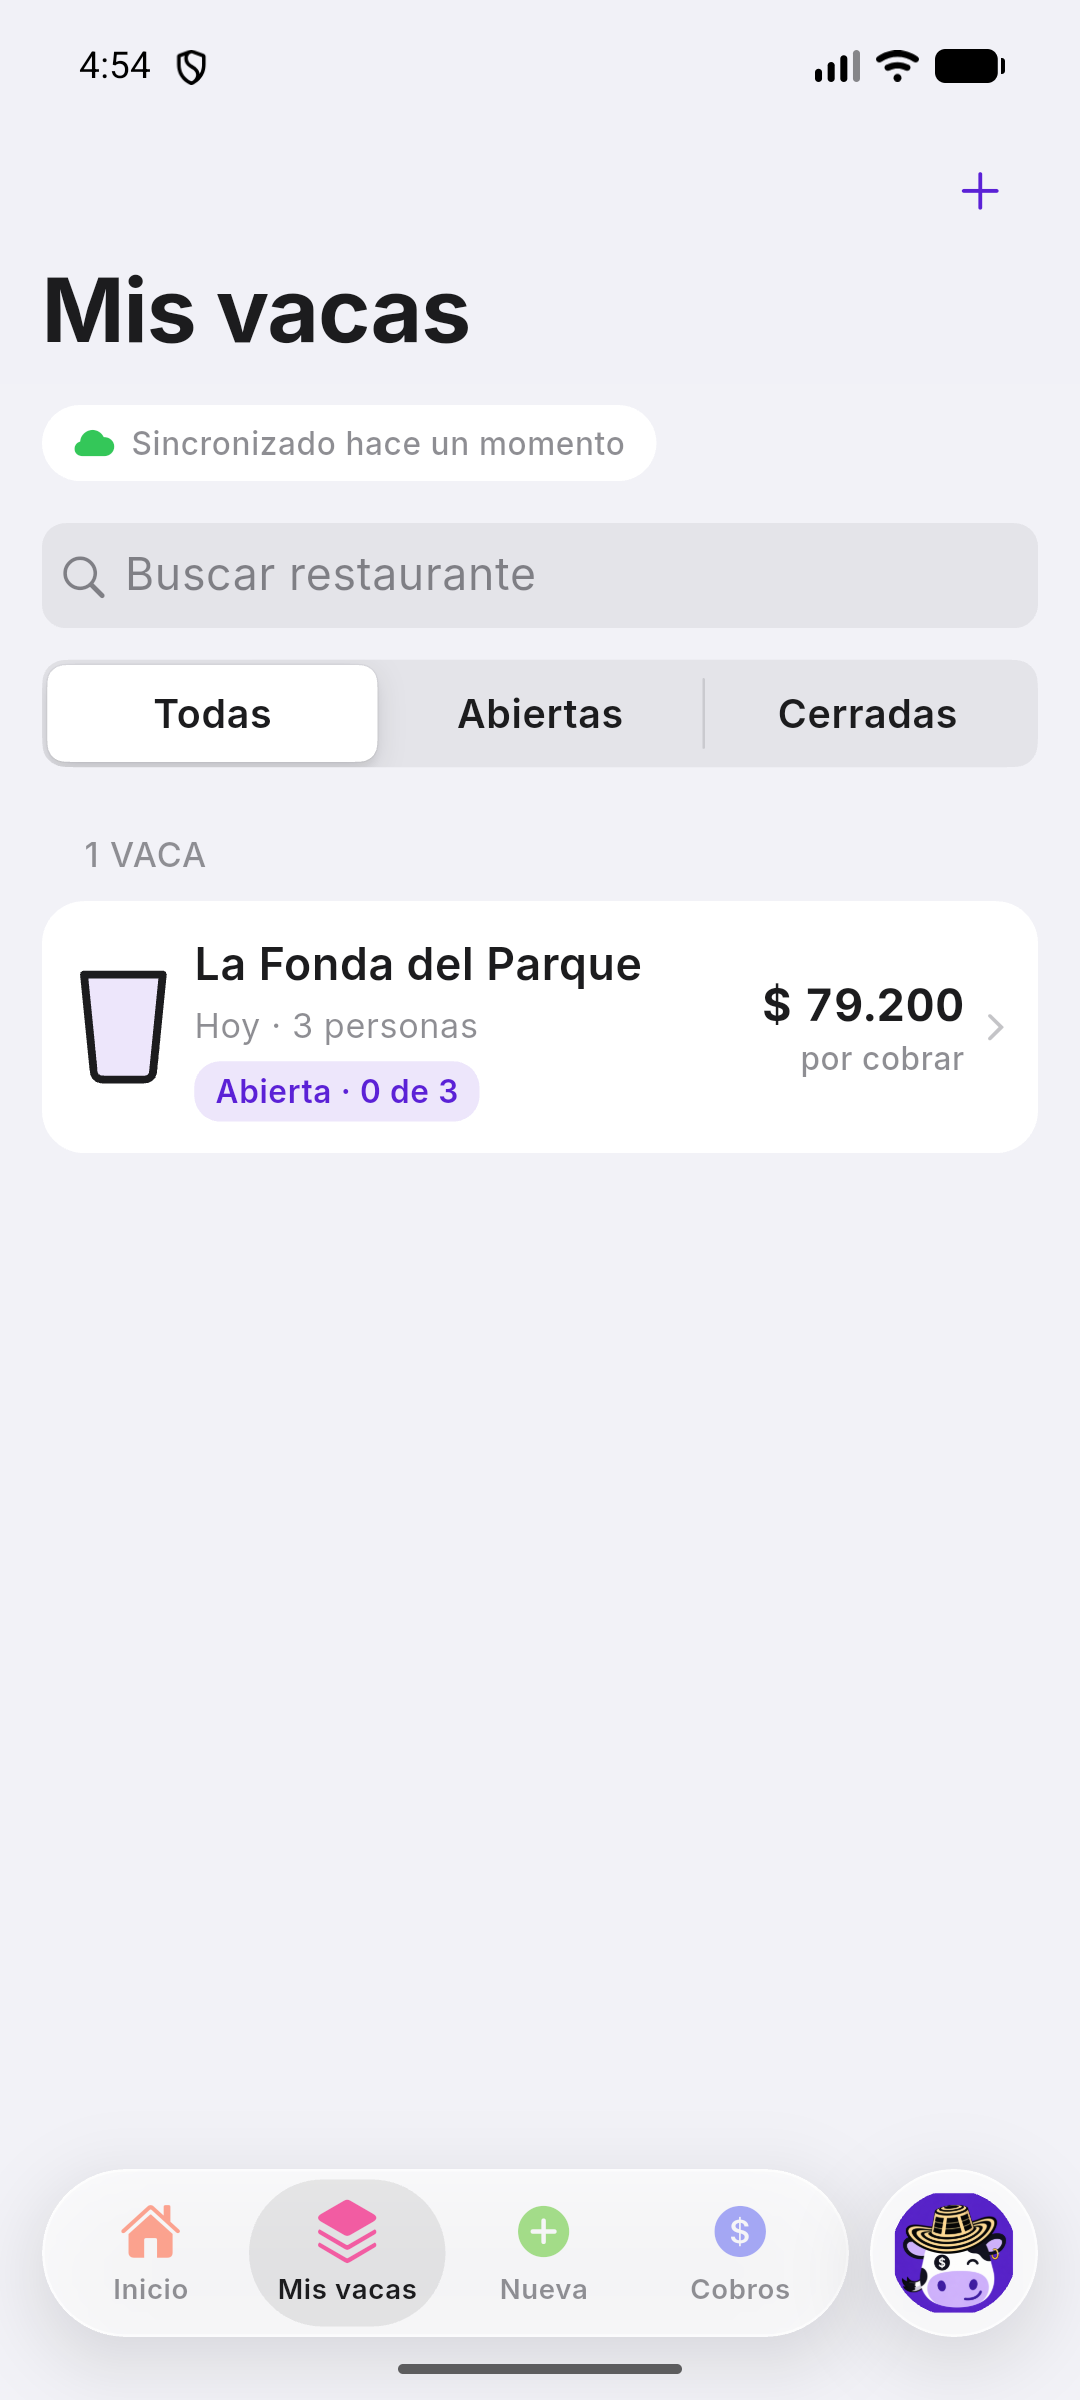 4:54
Mis vacas
Sincronizado hace un momento
Buscar restaurante
Todas
Abiertas
Cerradas
1 VACA
La Fonda del Parque
Hoy · 3 personas
Abierta · 0 de 3
$ 79.200
por cobrar
Inicio
Mis vacas
Nueva
$
Cobros
$